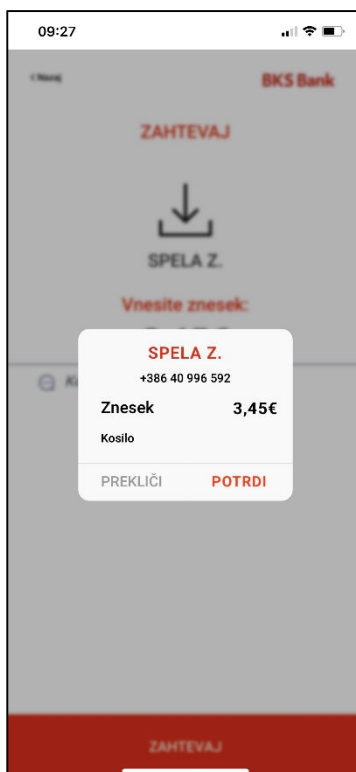 09:27
< Nazaj
BKS Bank
ZAHTEVAJ
SPELA Z.
Vnesite znesek:
SPELA Z.
+386 40 996 592
Znesek 3,45€
Kosilo
PREKLIČI POTRDI
ZAHTEVAJ